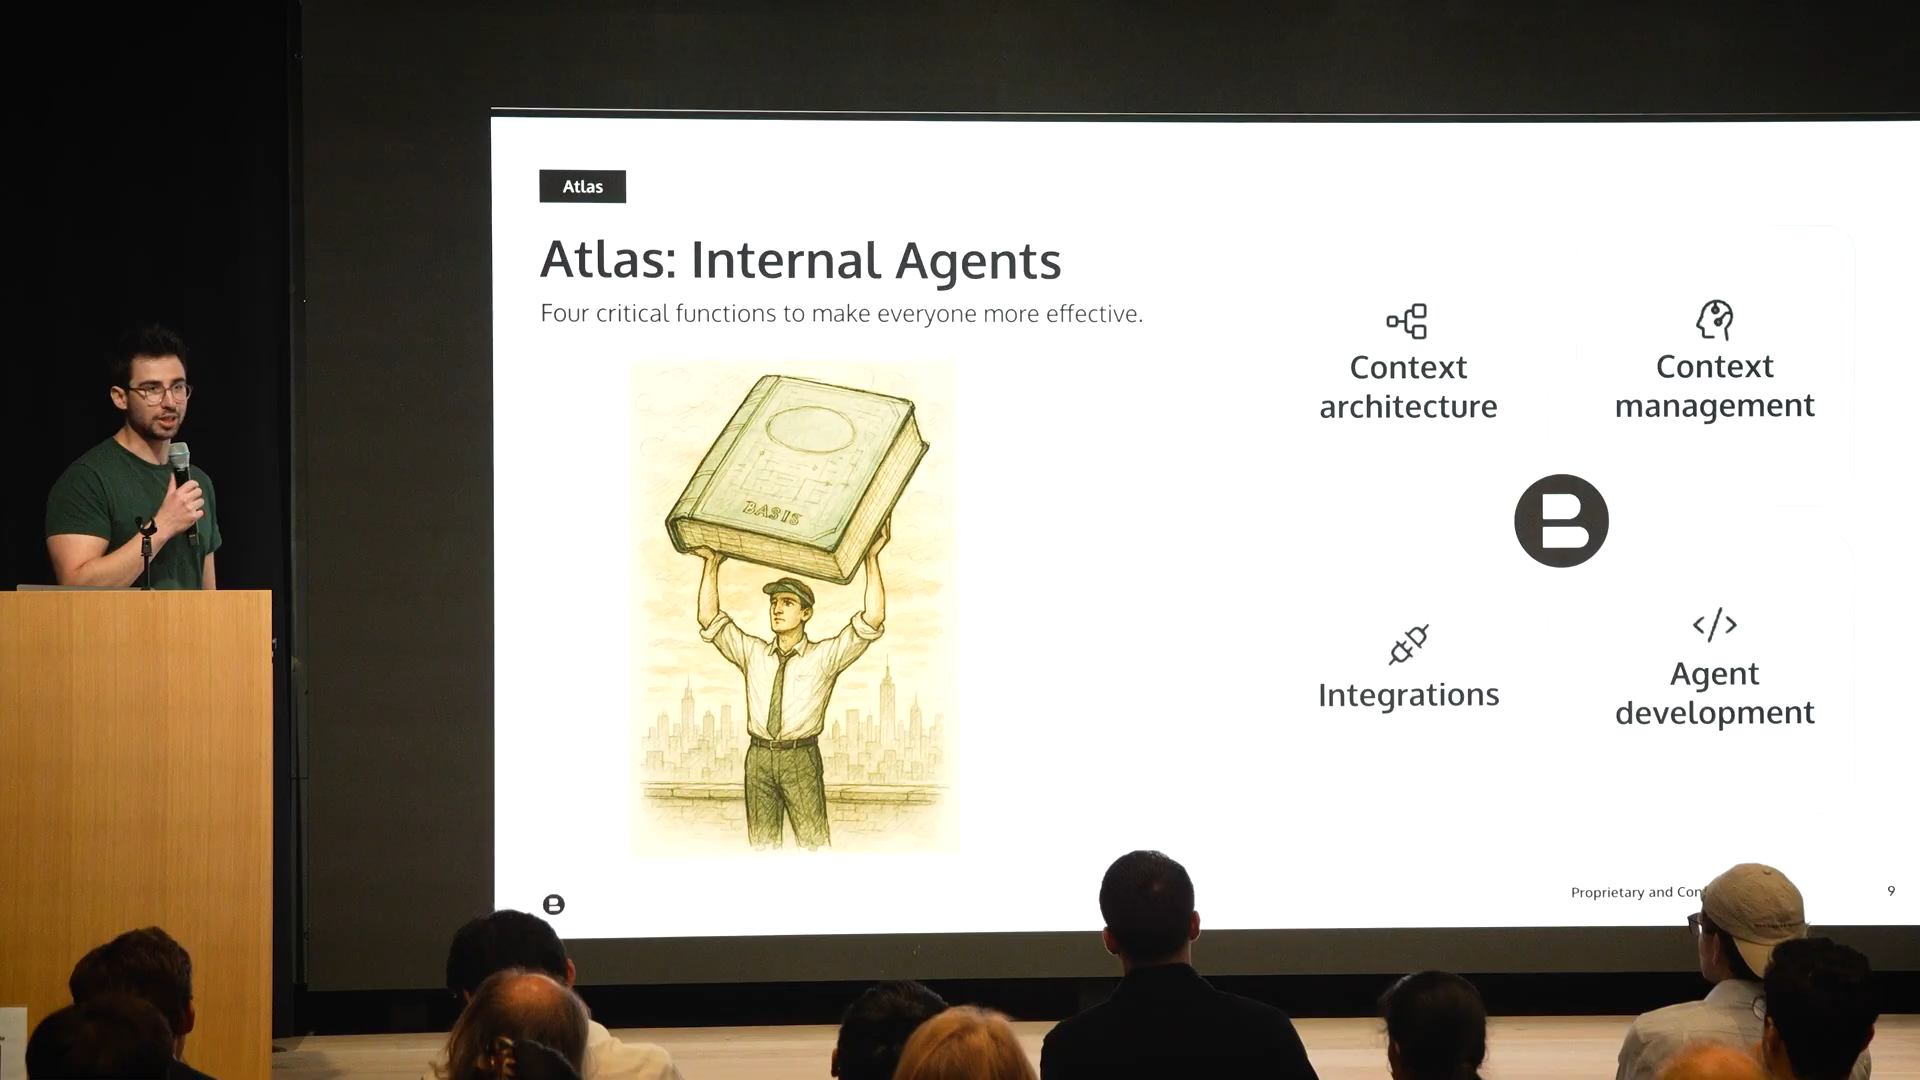 Atlas
Atlas: Internal Agents
Four critical functions to make everyone more effective.
BASIS
Context
architecture
Context
management
B
Integrations
</>
Agent
development
B
Proprietary and
9